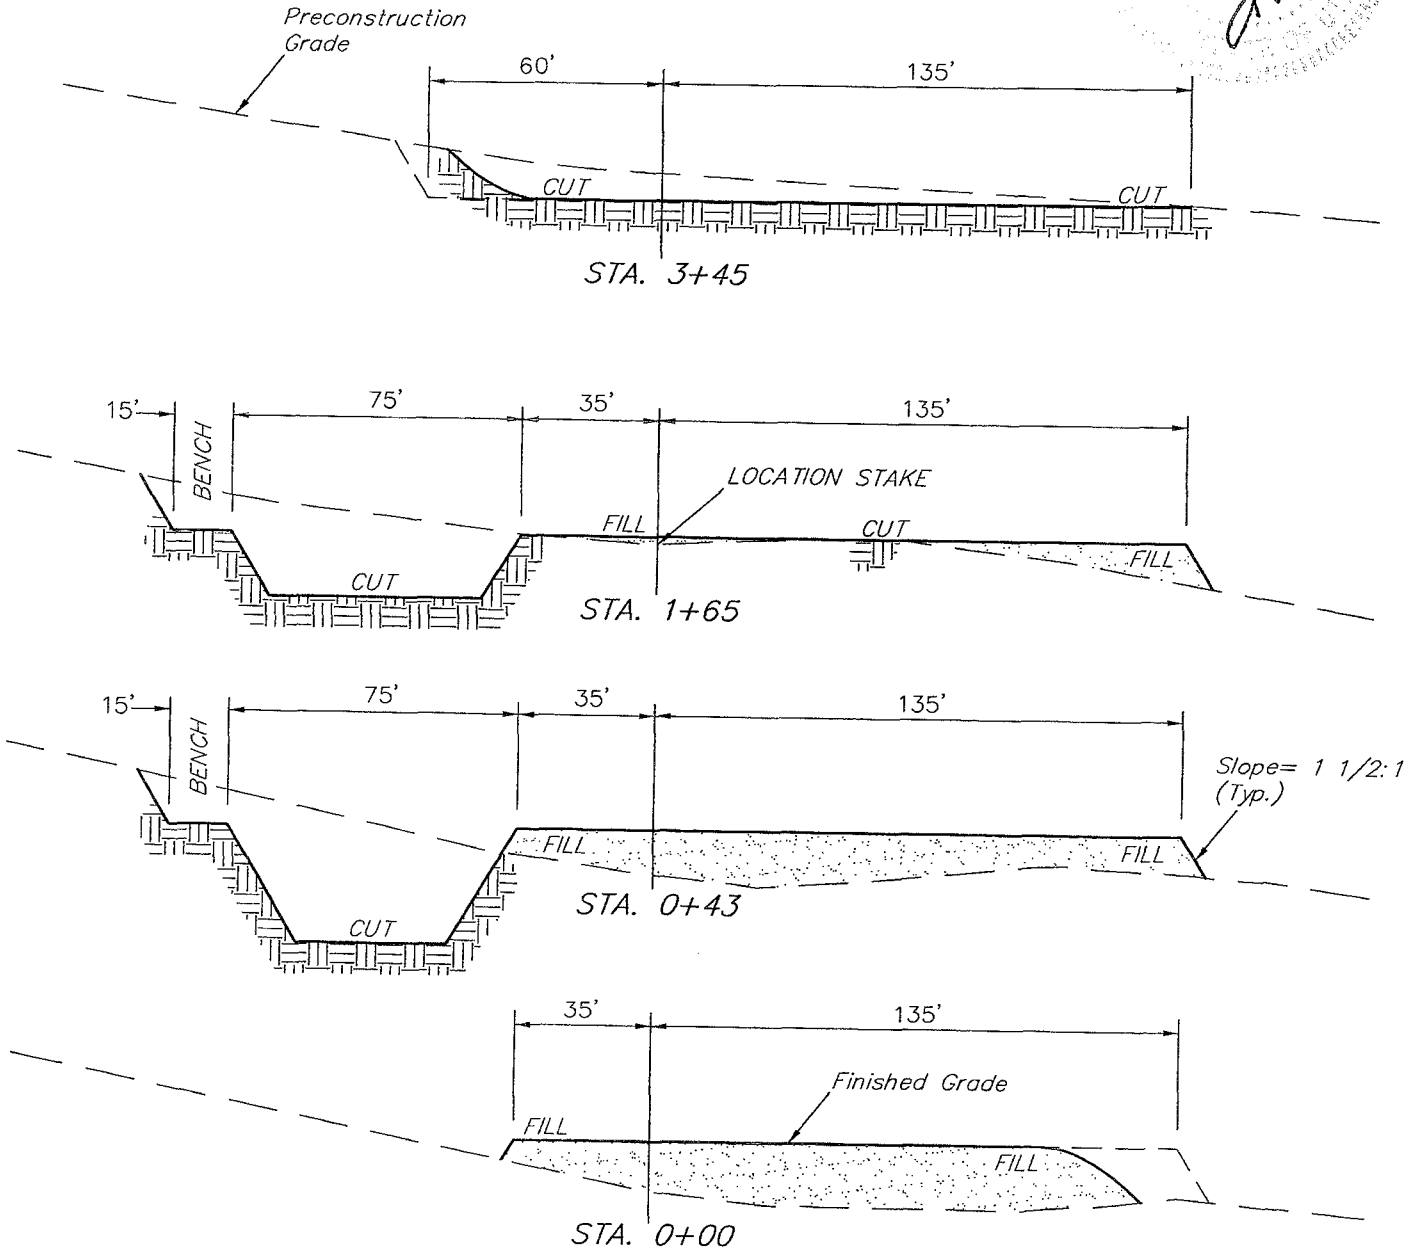 Preconstruction
Grade
60'
135'
CUT
CUT
STA. 3+45
15'
BENCH
75'
35'
135'
LOCATION STAKE
FILL
CUT
FILL
CUT
STA. 1+65
15'
BENCH
75'
35'
135'
Slope= 1 1/2:1
(Typ.)
FILL
FILL
CUT
STA. 0+43
35'
135'
Finished Grade
FILL
FILL
STA. 0+00